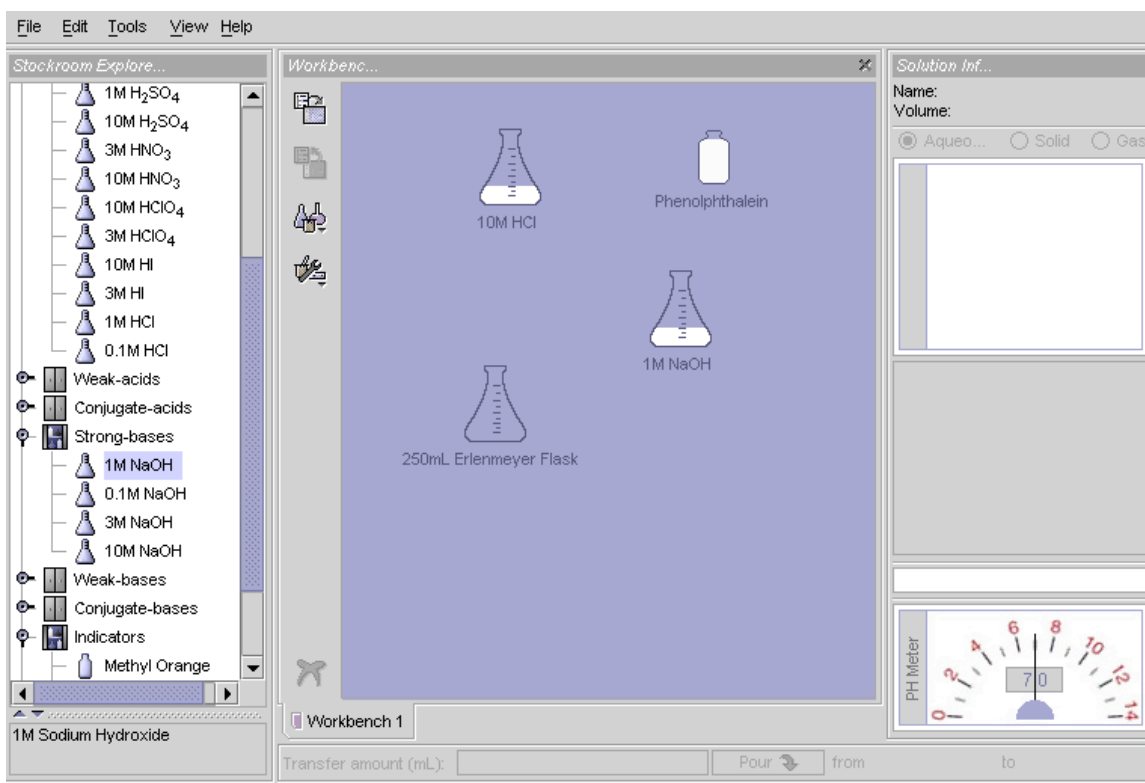 File Edit Tools View Help
Stockroom Explore...
1M H₂SO₄
10M H₂SO₄
3M HNO₃
10M HNO₃
10M HClO₄
3M HClO₄
10M HI
3M HI
1M HCl
0.1M HCl
Weak-acids
Conjugate-acids
Strong-bases
1M NaOH
0.1M NaOH
3M NaOH
10M NaOH
Weak-bases
Conjugate-bases
Indicators
Methyl Orange
1M Sodium Hydroxide
Workbenc...
10M HCl
Phenolphthalein
1M NaOH
250mL Erlenmeyer Flask
Workbench 1
Transfer amount (mL): Pour from to
Solution Inf...
Name:
Volume:
Aqueo... Solid Gas
PH Meter
0 2 4 6 8 10 12 14
7.0